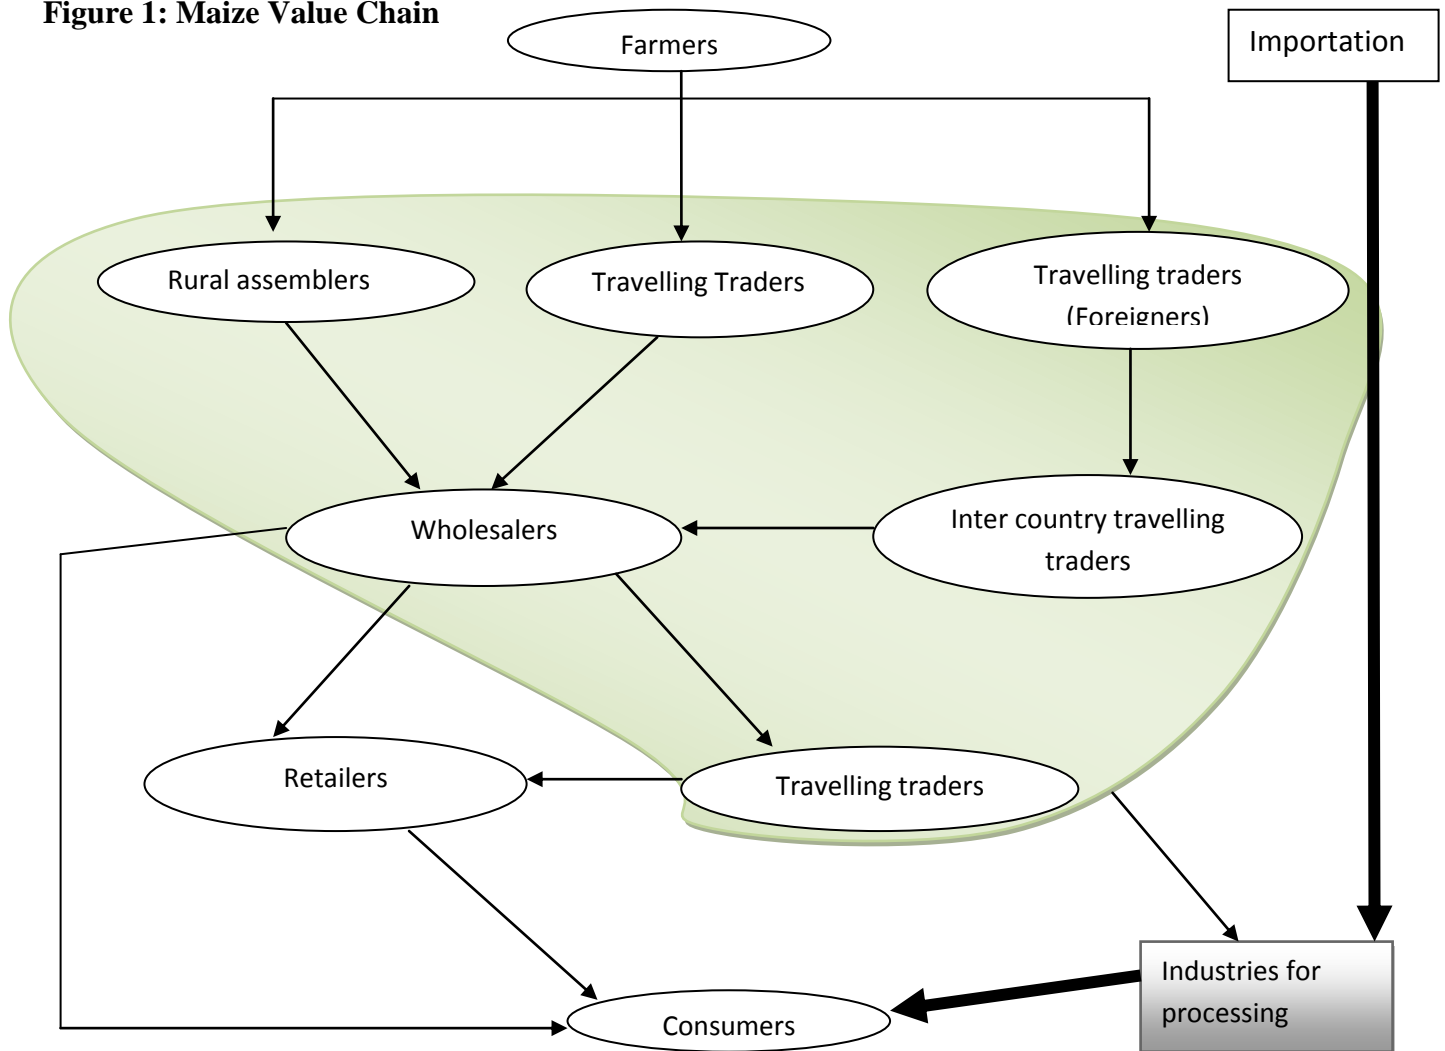 Figure 1: Maize Value Chain
Farmers
Importation
Rural assemblers
Travelling Traders
Travelling traders
(Foreigners)
Wholesalers
Inter country travelling
traders
Retailers
Travelling traders
Industries for
processing
Consumers